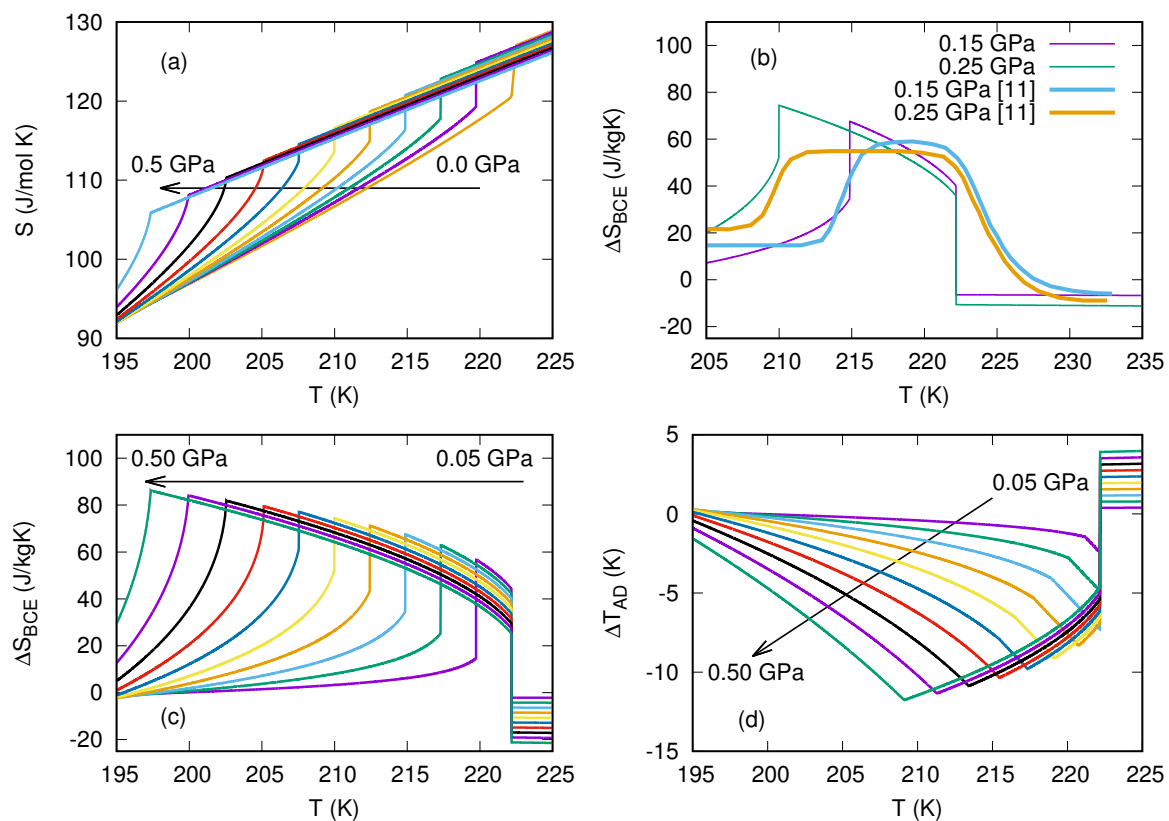 130
120
110
100
90
S (J/mol K)
(a)
0.5 GPa
0.0 GPa
195 200 205 210 215 220 225
T (K)
100
80
60
40
20
0
-20
ΔS_BCE (J/kgK)
(b)
0.15 GPa
0.25 GPa
0.15 GPa [11]
0.25 GPa [11]
205 210 215 220 225 230 235
T (K)
100
80
60
40
20
0
-20
ΔS_BCE (J/kgK)
0.50 GPa
0.05 GPa
(c)
195 200 205 210 215 220 225
T (K)
5
0
-5
-10
-15
ΔT_AD (K)
0.05 GPa
0.50 GPa
(d)
195 200 205 210 215 220 225
T (K)